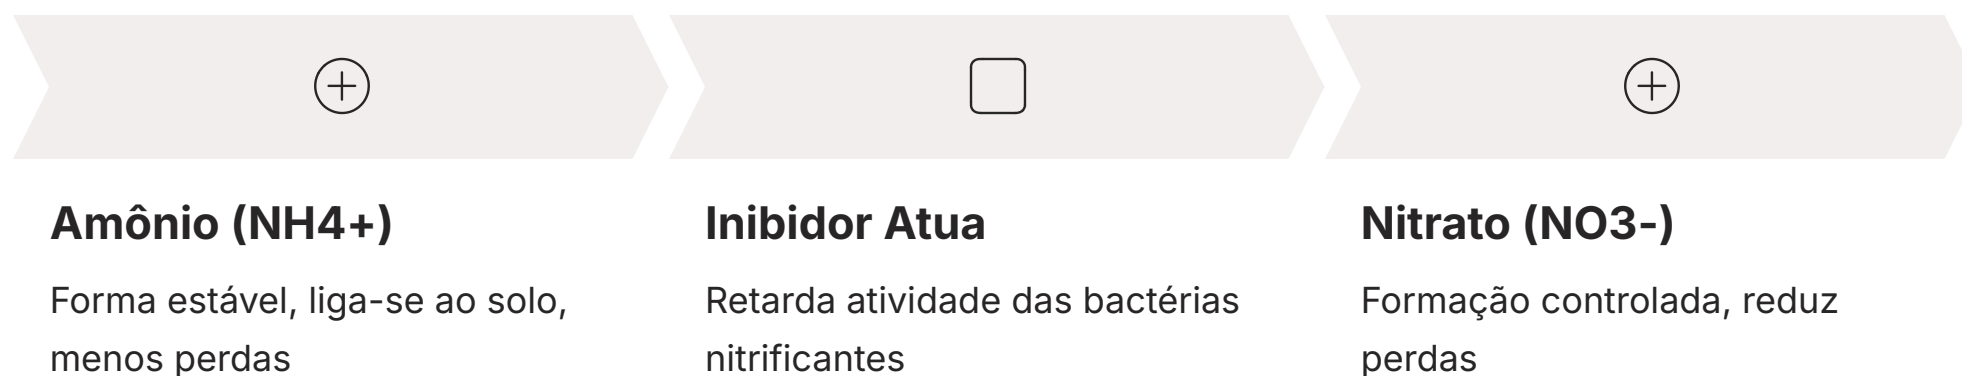 Amônio (NH4+)
Forma estável, liga-se ao solo,
menos perdas
Inibidor Atua
Retarda atividade das bactérias
nitrificantes
Nitrato (NO3-)
Formação controlada, reduz
perdas